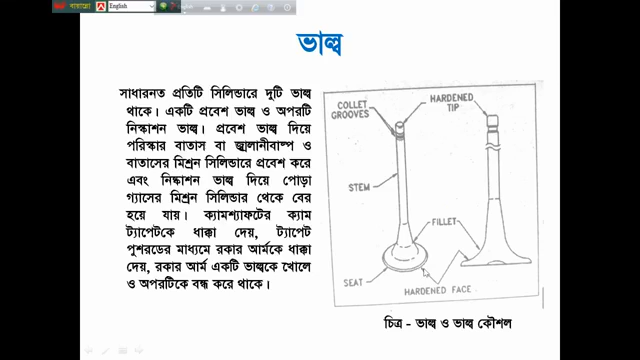 বায়ান্নো
English
ভাল্ব
সাধারনত প্রতিটি সিলিন্ডারে দুটি ভাল্ব
থাকে। একটি প্রবেশ ভাল্ব ও অপরটি
নিস্কাশন ভাল্ব। প্রবেশ ভাল্ব দিয়ে
পরিস্কার বাতাস বা জ্বালানীবাষ্প ও
বাতাসের মিশ্রন সিলিন্ডারে প্রবেশ করে
এবং নিষ্কাশন ভাল্ব দিয়ে পোড়া
গ্যাসের মিশ্রন সিলিন্ডার থেকে বের
হয়ে যায়। ক্যামশ্যাফটের ক্যাম
ট্যাপেটকে ধাক্কা দেয়, ট্যাপেট
পুশরডের মাধ্যমে রকার আর্মকে ধাক্কা
দেয়, রকার আর্ম একটি ভাল্বকে খোলে
ও অপরটিকে বন্ধ করে থাকে।
COLLET
GROOVES
HARDENED
TIP
STEM
FILLET
SEAT
HARDENED FACE
চিত্র - ভাল্ব ও ভাল্ব কৌশল